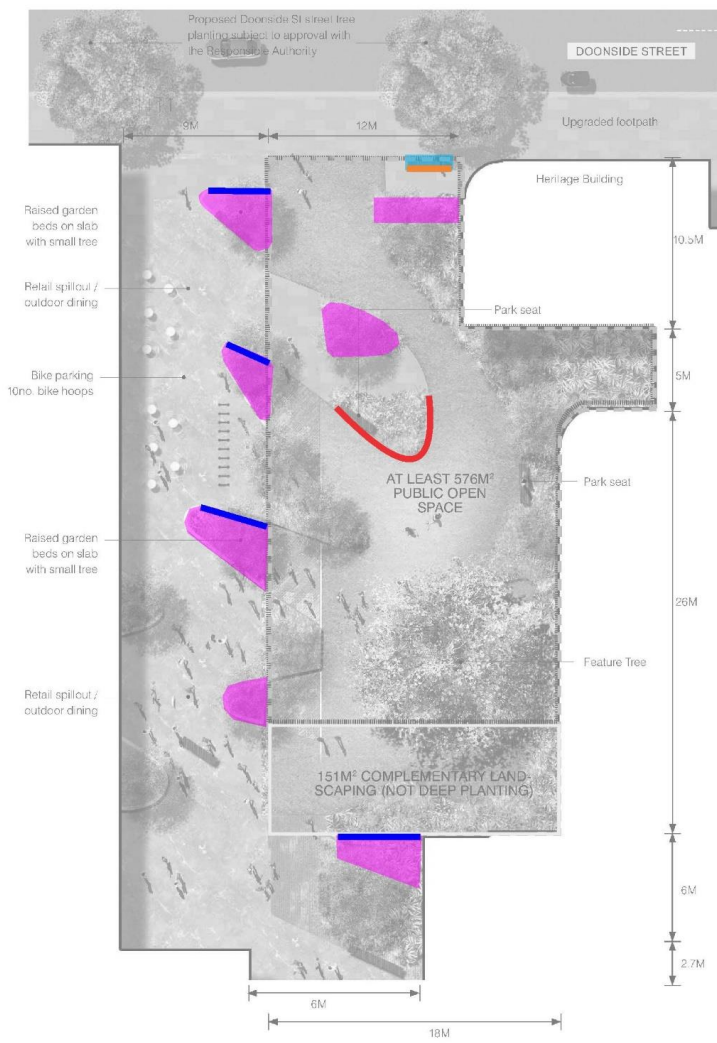 Proposed Doonside St street tree
planting subject to approval with
the Responsible Authority
DOONSIDE STREET
Upgraded footpath
9M
12M
Heritage Building
Raised garden
beds on slab
with small tree
10.5M
Retail spillout /
outdoor dining
Park seat
Bike parking
10no. bike hoops
5M
AT LEAST 576M²
PUBLIC OPEN
SPACE
Park seat
Raised garden
beds on slab
with small tree
26M
Feature Tree
Retail spillout /
outdoor dining
151M² COMPLEMENTARY LAND-
SCAPING (NOT DEEP PLANTING)
6M
2.7M
6M
18M